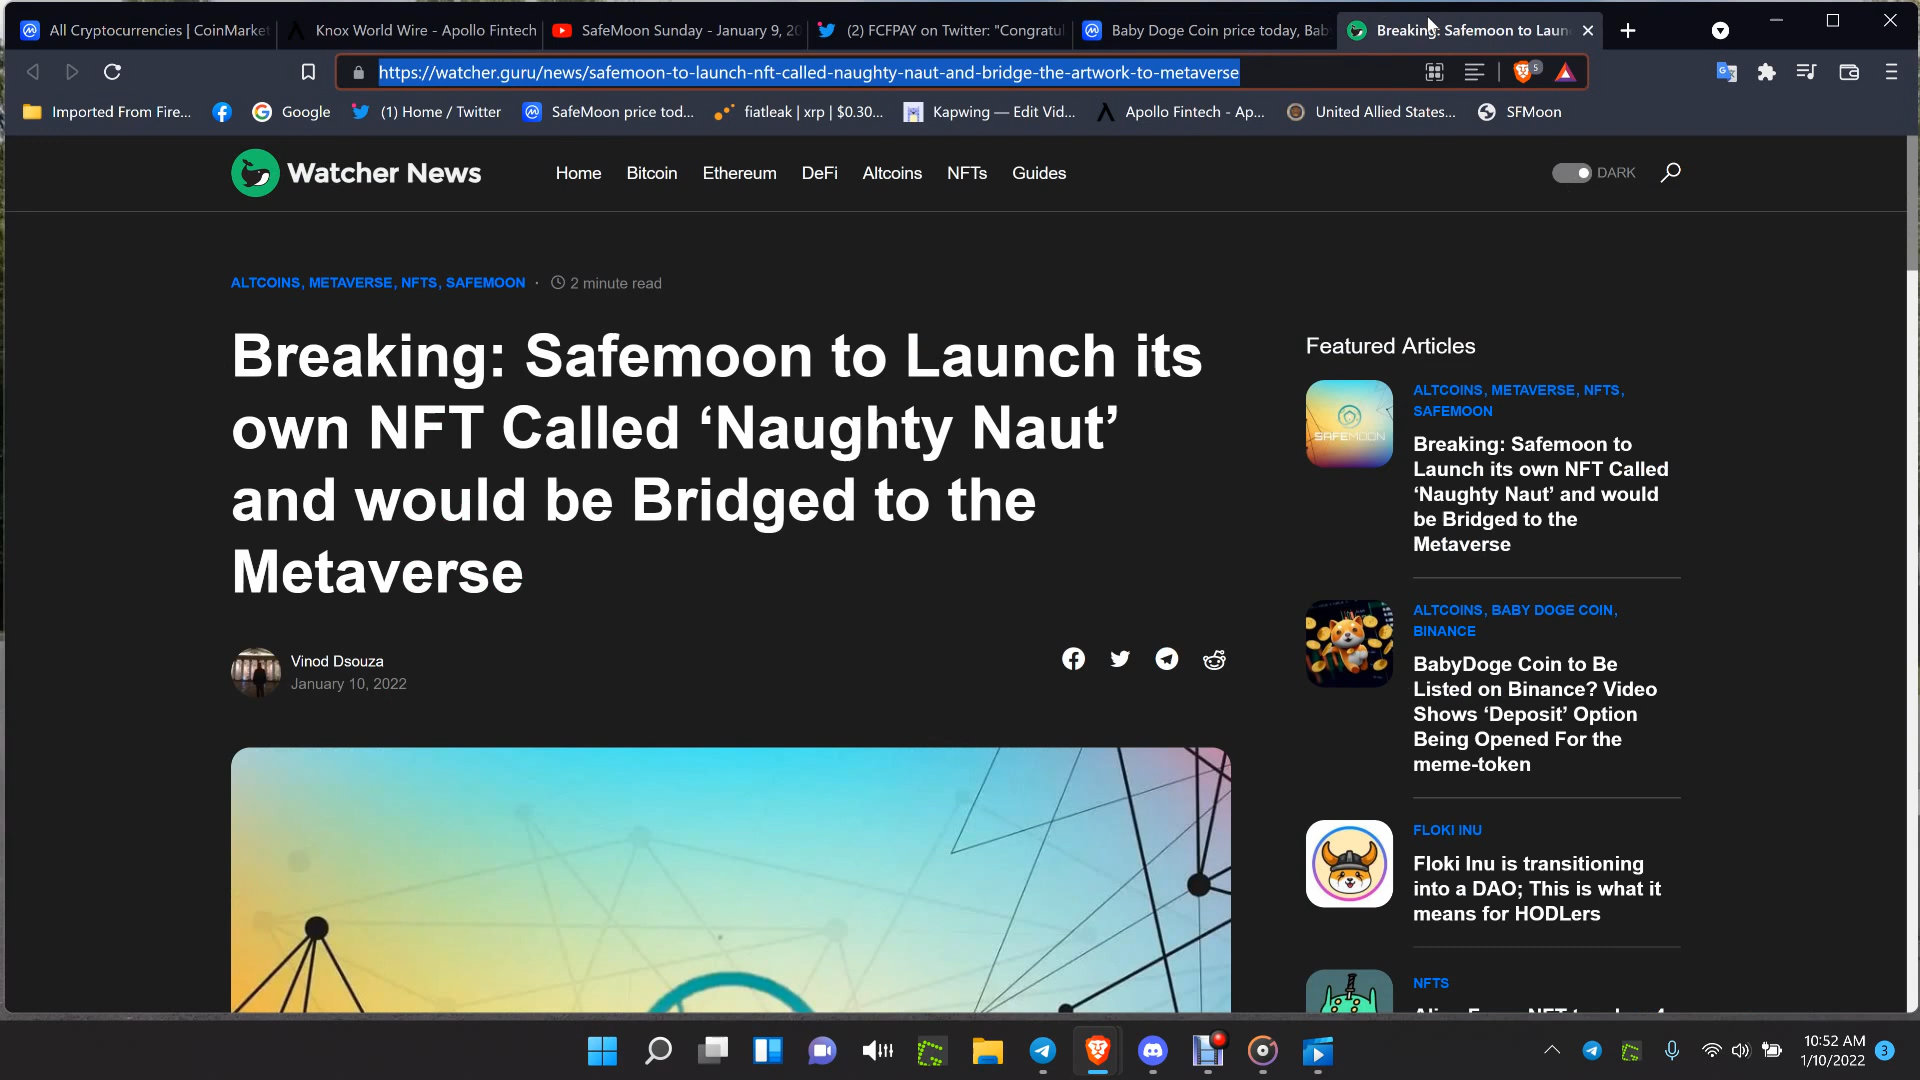 All Cryptocurrencies | CoinMarket
Knox World Wire - Apollo Fintech
SafeMoon Sunday - January 9, 20
(2) FCFPAY on Twitter: "Congratul
Baby Doge Coin price today, Bab
Breaking: Safemoon to Laun
https://watcher.guru/news/safemoon-to-launch-nft-called-naughty-naut-and-bridge-the-artwork-to-metaverse
5
Imported From Fire...
Google
(1) Home / Twitter
SafeMoon price tod...
fiatleak | xrp | $0.30...
Kapwing — Edit Vid...
Apollo Fintech - Ap...
United Allied States...
SFMoon
Watcher News
Home
Bitcoin
Ethereum
DeFi
Altcoins
NFTs
Guides
DARK
ALTCOINS, METAVERSE, NFTS, SAFEMOON · 2 minute read
Breaking: Safemoon to Launch its
own NFT Called ‘Naughty Naut’
and would be Bridged to the
Metaverse
Vinod Dsouza
January 10, 2022
Featured Articles
SAFEMOON
ALTCOINS, METAVERSE, NFTS,
SAFEMOON
Breaking: Safemoon to
Launch its own NFT Called
‘Naughty Naut’ and would
be Bridged to the
Metaverse
ALTCOINS, BABY DOGE COIN,
BINANCE
BabyDoge Coin to Be
Listed on Binance? Video
Shows ‘Deposit’ Option
Being Opened For the
meme-token
FLOKI INU
Floki Inu is transitioning
into a DAO; This is what it
means for HODLers
NFTS
10:52 AM
1/10/2022
3